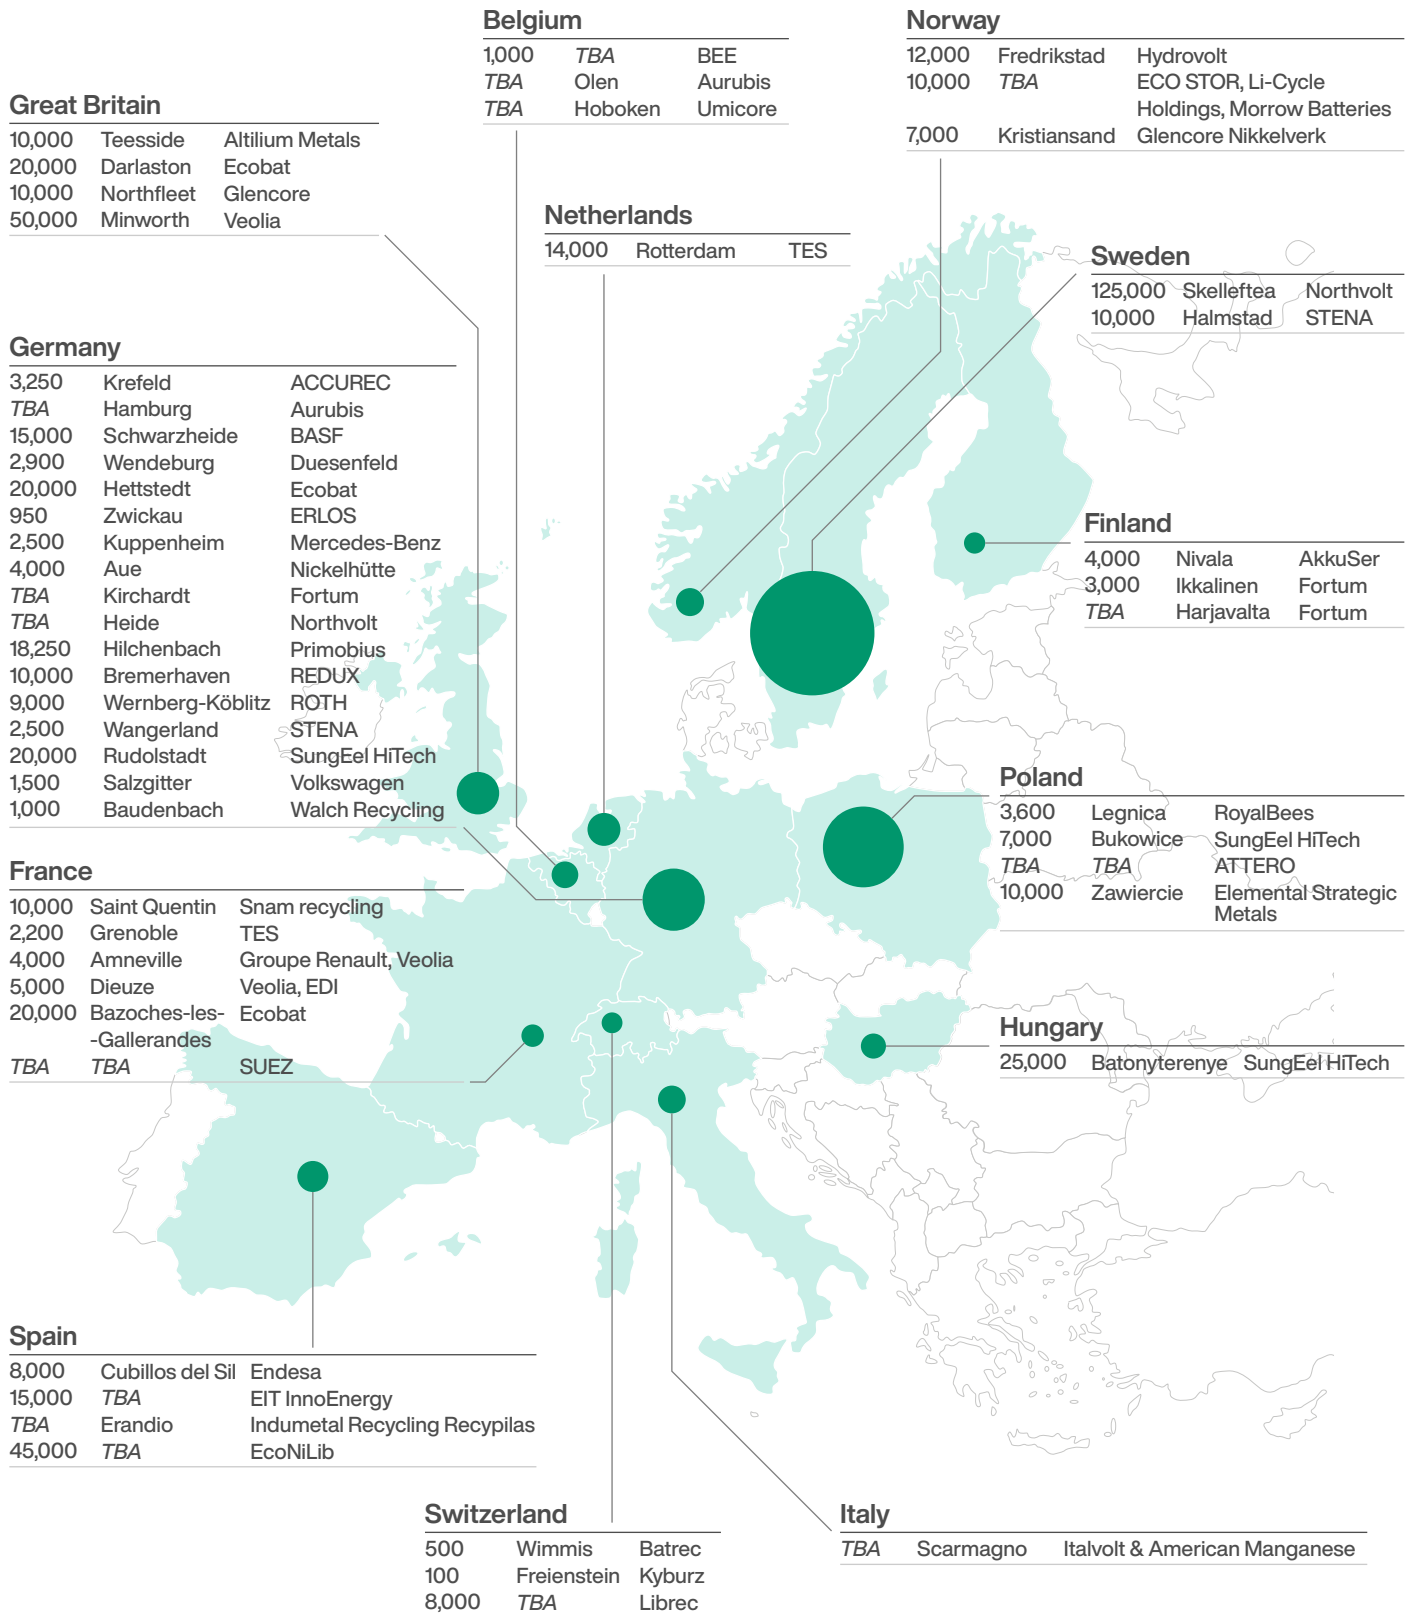 Belgium
1,000 TBA BEE
TBA Olen Aurubis
TBA Hoboken Umicore
Norway
12,000 Fredrikstad Hydrovolt
10,000 TBA ECO STOR, Li-Cycle
Holdings, Morrow Batteries
7,000 Kristiansand Glencore Nikkelverk
Great Britain
10,000 Teesside Altilium Metals
20,000 Darlaston Ecobat
10,000 Northfleet Glencore
50,000 Minworth Veolia
Netherlands
14,000 Rotterdam TES
Sweden
125,000 Skelleftea Northvolt
10,000 Halmstad STENA
Germany
3,250 Krefeld ACCUREC
TBA Hamburg Aurubis
15,000 Schwarzheide BASF
2,900 Wendeburg Duesenfeld
20,000 Hettstedt Ecobat
950 Zwickau ERLOS
2,500 Kuppenheim Mercedes-Benz
4,000 Aue Nickelhütte
TBA Kirchardt Fortum
TBA Heide Northvolt
18,250 Hilchenbach Primobius
10,000 Bremerhaven REDUX
9,000 Wernberg-Köblitz ROTH
2,500 Wangerland STENA
20,000 Rudolstadt SungEel HiTech
1,500 Salzgitter Volkswagen
1,000 Baudenbach Walch Recycling
Finland
4,000 Nivala AkkuSer
3,000 Ikkalinen Fortum
TBA Harjavalta Fortum
Poland
3,600 Legnica RoyalBees
7,000 Bukowice SungEel HiTech
TBA TBA ATTERO
10,000 Zawiercie Elemental Strategic
Metals
France
10,000 Saint Quentin Snam recycling
2,200 Grenoble TES
4,000 Amneville Groupe Renault, Veolia
5,000 Dieuze Veolia, EDI
20,000 Bazoches-les- Ecobat
-Gallerandes
TBA TBA SUEZ
Hungary
25,000 Batonyterenye SungEel HiTech
Spain
8,000 Cubillos del Sil Endesa
15,000 TBA EIT InnoEnergy
TBA Erandio Indumetal Recycling Recypilas
45,000 TBA EcoNiLib
Switzerland
500 Wimmis Batrec
100 Freienstein Kyburz
8,000 TBA Librec
Italy
TBA Scarmagno Italvolt & American Manganese